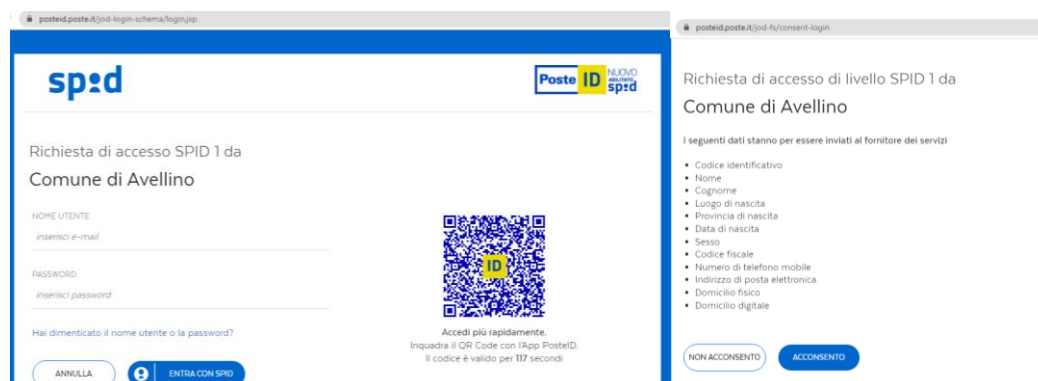 posteid.poste.it/jod-login-schema/login.jsp
sp:d
Poste ID NUOVO ABILITATO sp:d
Richiesta di accesso SPID 1 da
Comune di Avellino
NOME UTENTE
inserisci e-mail
PASSWORD
inserisci password
Hai dimenticato il nome utente o la password?
ANNULLA
ENTRA CON SPID
ID
Accedi più rapidamente.
Inquadra il QR Code con l'App PosteID.
Il codice è valido per 117 secondi
posteid.poste.it/jod-fs/consent-login
Richiesta di accesso di livello SPID 1 da
Comune di Avellino
I seguenti dati stanno per essere inviati al fornitore dei servizi
• Codice identificativo
• Nome
• Cognome
• Luogo di nascita
• Provincia di nascita
• Data di nascita
• Sesso
• Codice fiscale
• Numero di telefono mobile
• Indirizzo di posta elettronica
• Domicilio fisico
• Domicilio digitale
NON ACCONSENTO
ACCONSENTO